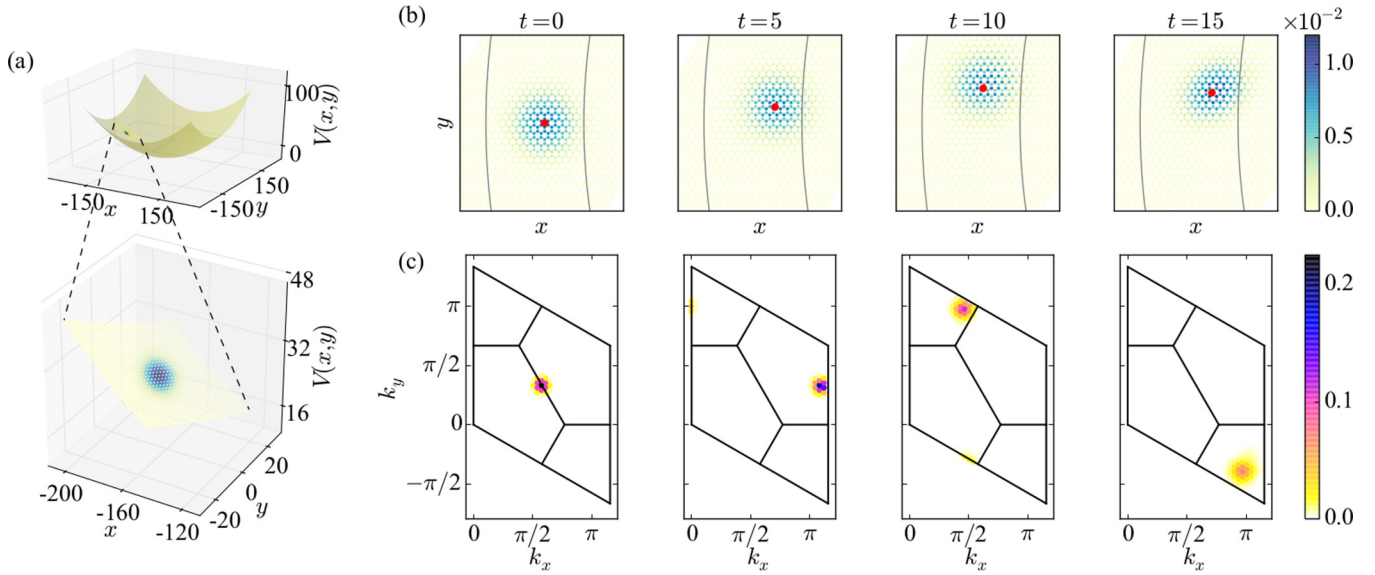 (a)
100
0
V(x,y)
-150
x
150
-150
y
150
48
32
16
V(x,y)
-200
-160
-120
x
-20
0
20
y
(b)
t=0
t=5
t=10
t=15
×10⁻²
y
x
x
x
x
1.0
0.5
0.0
(c)
π
π/2
0
−π/2
k_y
0 π/2 π
k_x
0 π/2 π
k_x
0 π/2 π
k_x
0 π/2 π
k_x
0.2
0.1
0.0